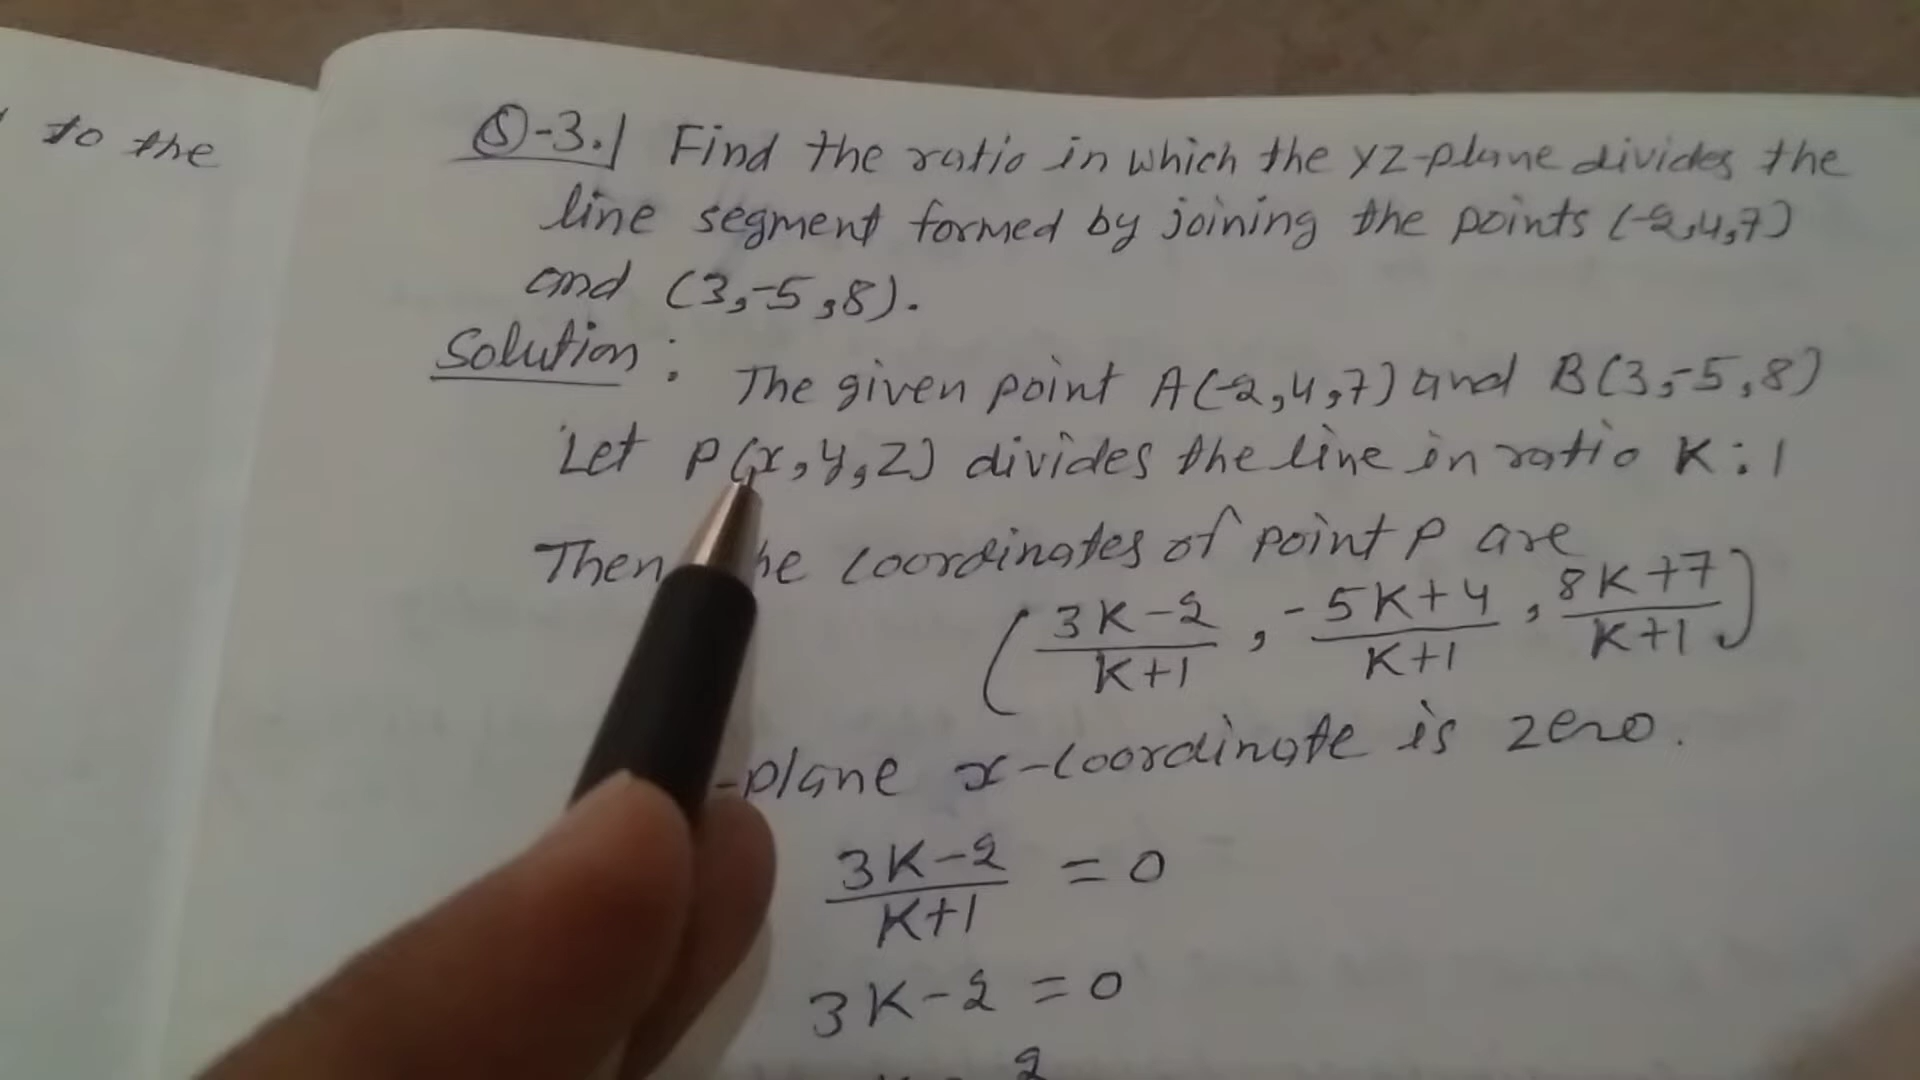 to the
Q-3. Find the ratio in which the YZ-plane divides the
line segment formed by joining the points (-2,4,7)
and (3,-5,8).
Solution: The given point A(-2,4,7) and B(3,-5,8)
Let P(x,y,z) divides the line in ratio K:1
Then he coordinates of point P are
(3K-2/K+1, -5K+4/K+1, 8K+7/K+1)
-plane x-coordinate is zero.
3K-2/K+1 = 0
3K-2 = 0
2